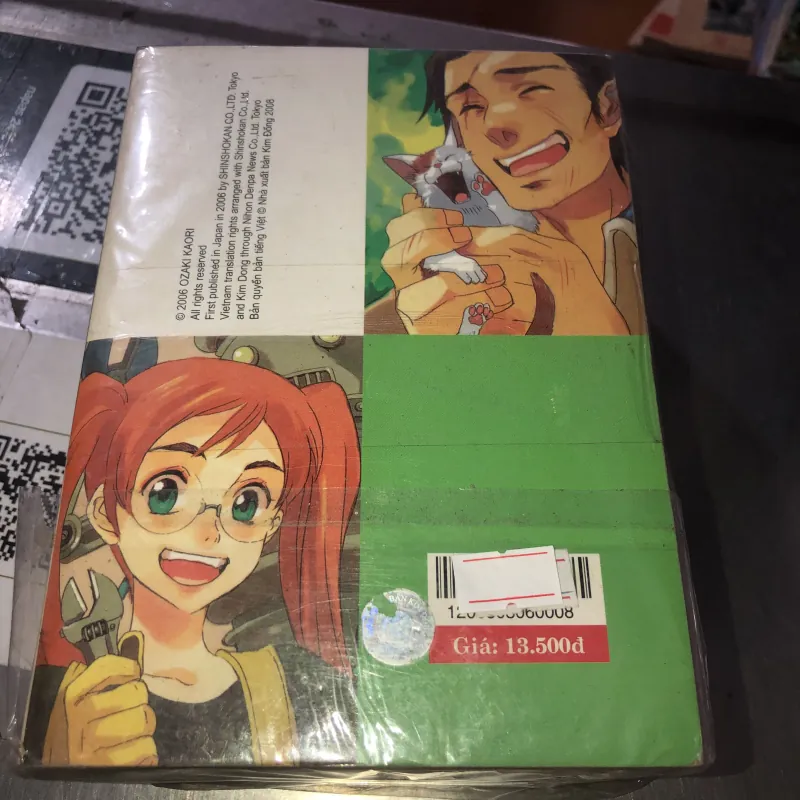 © 2006 OZAKI KAORI
All rights reserved
First published in Japan in 2006 by SHINSHOKAN CO.,LTD. Tokyo
Vietnam translation rights arranged with Shinshokan Co.,Ltd.
and Kim Dong through Nihon Denpa News Co.,Ltd. Tokyo
Bản quyền bản tiếng Việt © Nhà xuất bản Kim Đồng 2008
Giá: 13.500đ